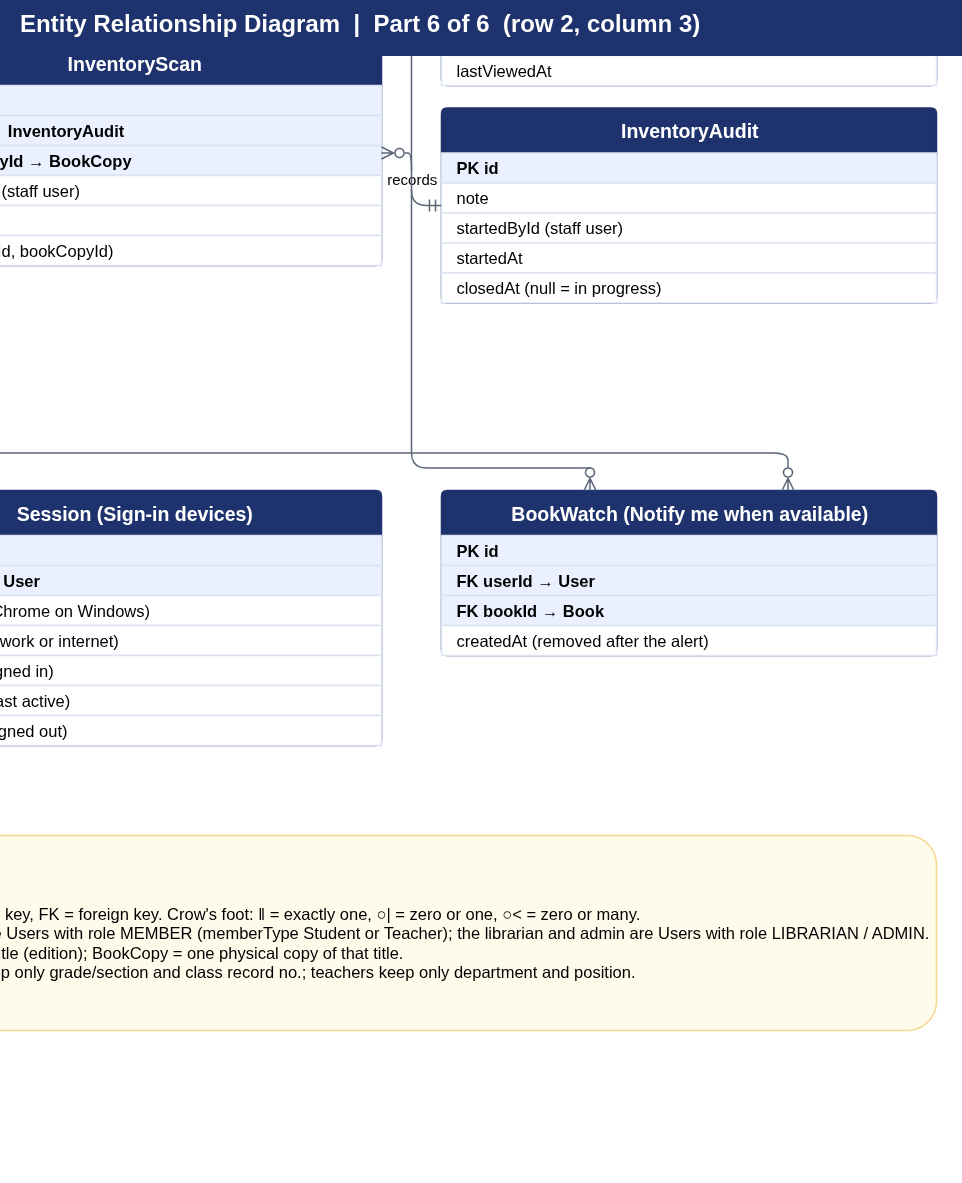 Entity Relationship Diagram | Part 6 of 6 (row 2, column 3)
InventoryScan
InventoryAudit
yId → BookCopy
(staff user)
d, bookCopyId)
records
lastViewedAt
InventoryAudit
PK id
note
startedById (staff user)
startedAt
closedAt (null = in progress)
Session (Sign-in devices)
User
Chrome on Windows)
work or internet)
gned in)
ast active)
gned out)
BookWatch (Notify me when available)
PK id
FK userId → User
FK bookId → Book
createdAt (removed after the alert)
key, FK = foreign key. Crow's foot: ‖ = exactly one, ○| = zero or one, ○< = zero or many.
e Users with role MEMBER (memberType Student or Teacher); the librarian and admin are Users with role LIBRARIAN / ADMIN.
tle (edition); BookCopy = one physical copy of that title.
p only grade/section and class record no.; teachers keep only department and position.